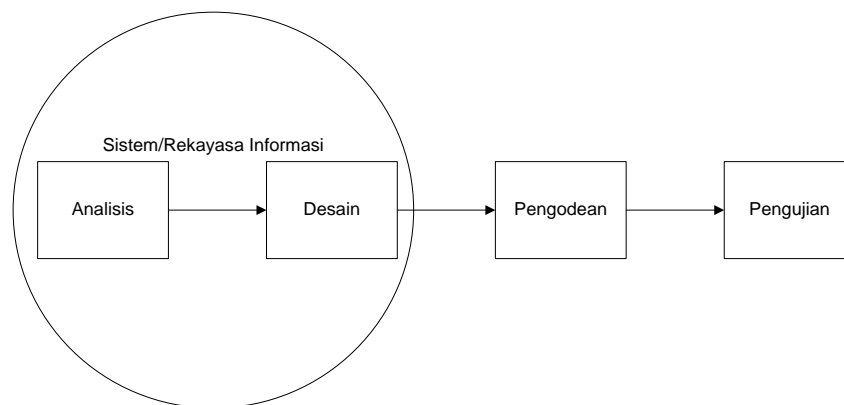 Sistem/Rekayasa Informasi
Analisis
Desain
Pengodean
Pengujian